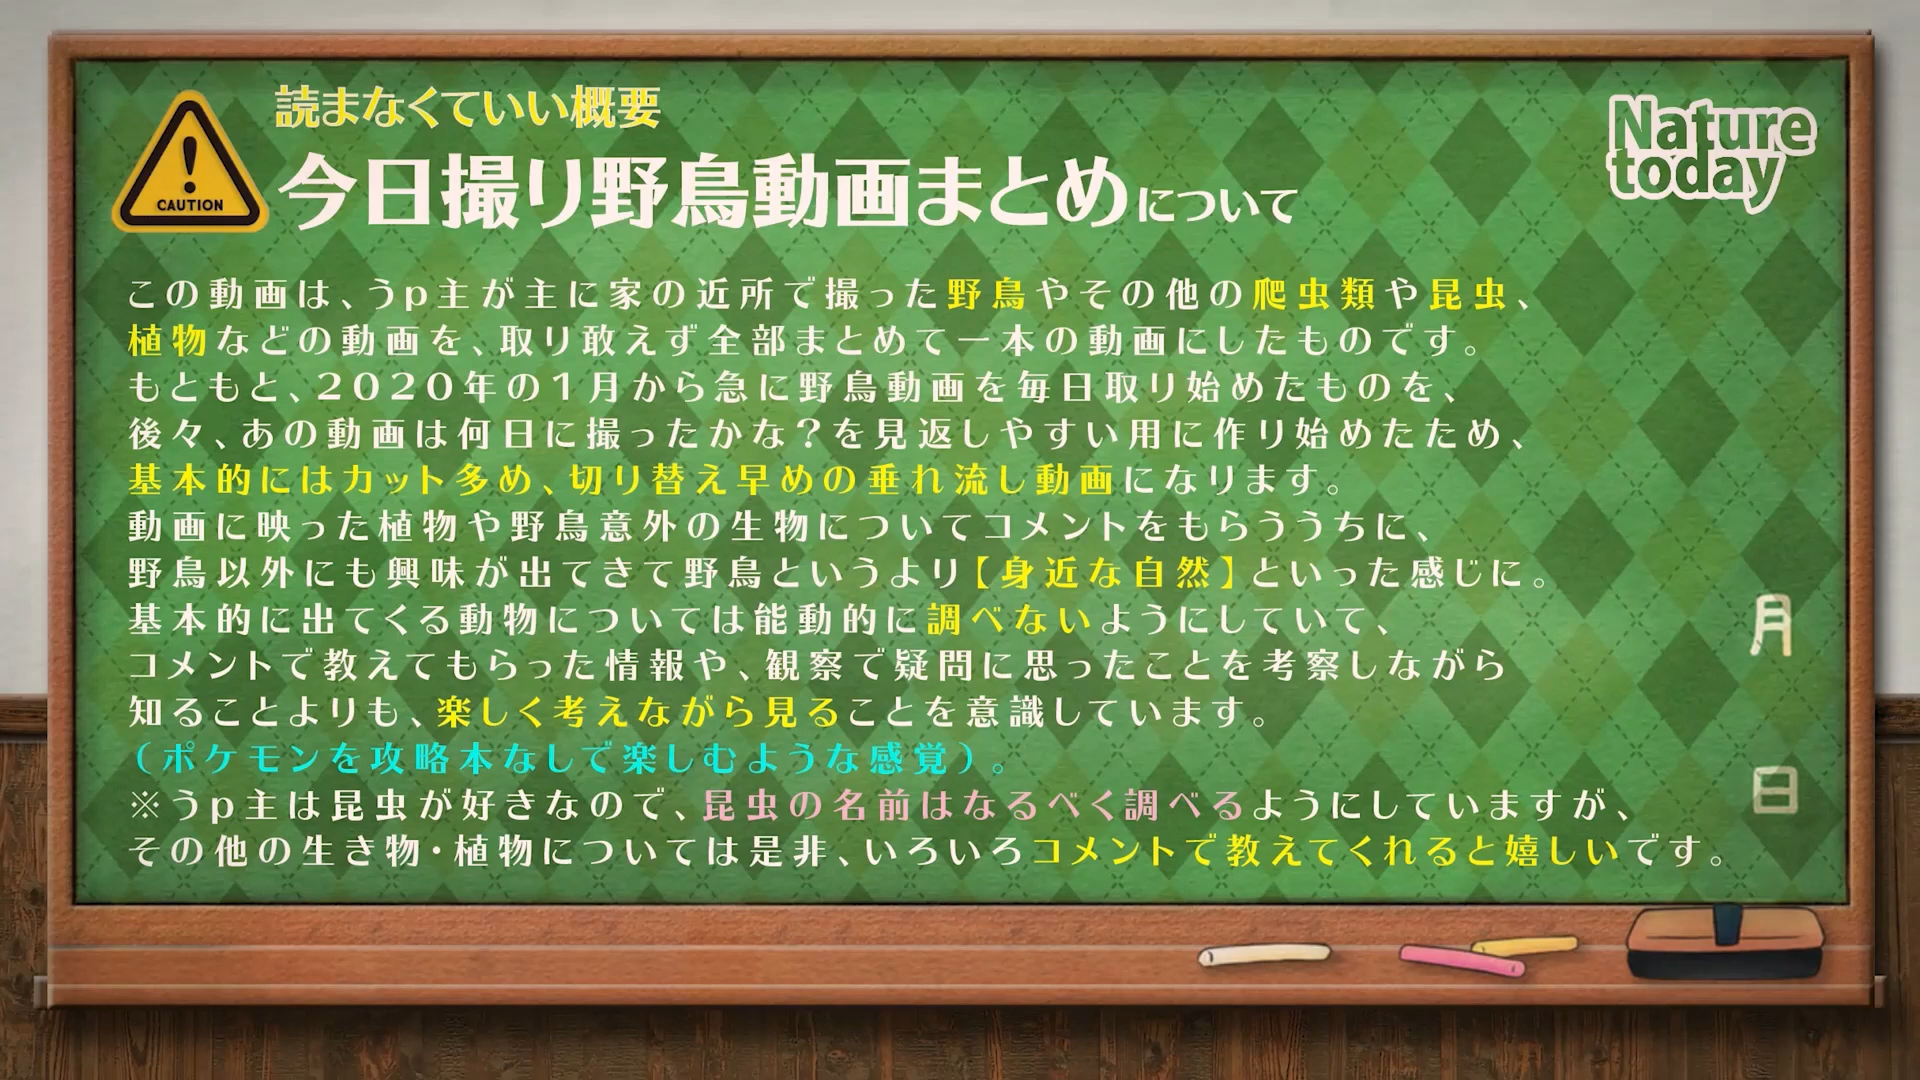 読まなくていい概要
今日撮り野鳥動画まとめについて
CAUTION
Nature
today
この動画は、うp主が主に家の近所で撮った野鳥やその他の爬虫類や昆虫、
植物などの動画を、取り敢えず全部まとめて一本の動画にしたものです。
もともと、2020年の1月から急に野鳥動画を毎日取り始めたものを、
後々、あの動画は何日に撮ったかな？を見返しやすい用に作り始めたため、
基本的にはカット多め、切り替え早めの垂れ流し動画になります。
動画に映った植物や野鳥意外の生物についてコメントをもらううちに、
野鳥以外にも興味が出てきて野鳥というより【身近な自然】といった感じに。
基本的に出てくる動物については能動的に調べないようにしていて、
コメントで教えてもらった情報や、観察で疑問に思ったことを考察しながら
知ることよりも、楽しく考えながら見ることを意識しています。
（ポケモンを攻略本なしで楽しむような感覚）。
※うp主は昆虫が好きなので、昆虫の名前はなるべく調べるようにしていますが、
その他の生き物・植物については是非、いろいろコメントで教えてくれると嬉しいです。
月
日